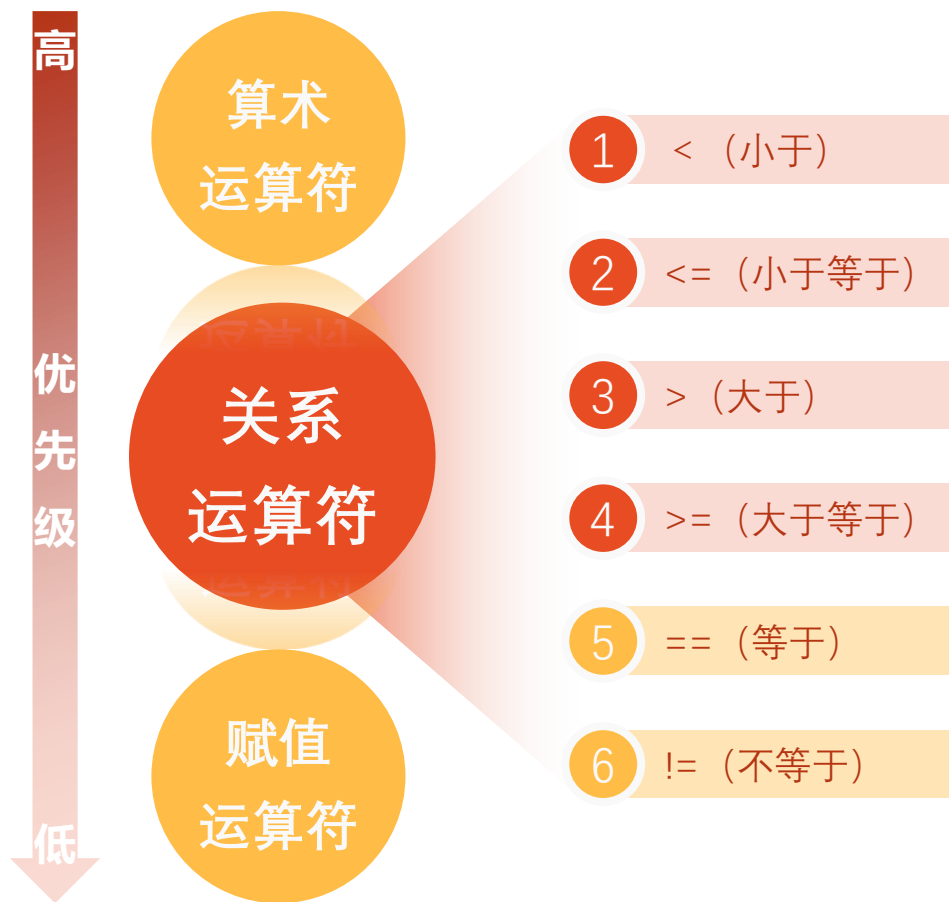 高
优
先
级
低
算术
运算符
关系
运算符
赋值
运算符
1 < （小于）
2 <=（小于等于）
3 >（大于）
4 >=（大于等于）
5 ==（等于）
6 !=（不等于）